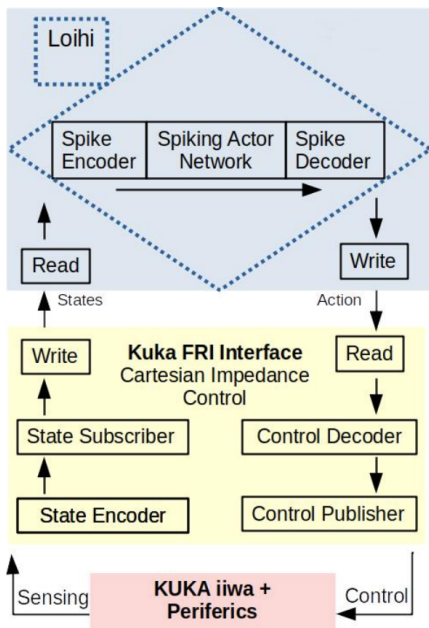 Loihi
Spike
Encoder
Spiking Actor
Network
Spike
Decoder
Read
Write
States
Action
Write
Kuka FRI Interface
Cartesian Impedance
Control
Read
State Subscriber
Control Decoder
State Encoder
Control Publisher
Sensing
KUKA iiwa +
Periferics
Control